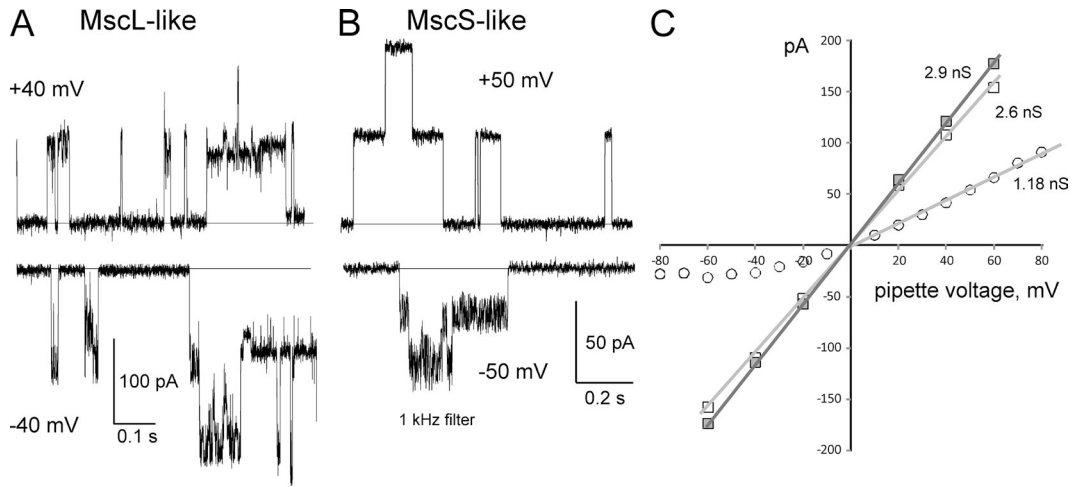 A MscL-like
+40 mV
100 pA
0.1 s
-40 mV
B MscS-like
+50 mV
50 pA
0.2 s
-50 mV
1 kHz filter
C
pA
200
150
100
50
2.9 nS
2.6 nS
1.18 nS
-80 -60 -40 -20 0 20 40 60 80
pipette voltage, mV
-50
-100
-150
-200